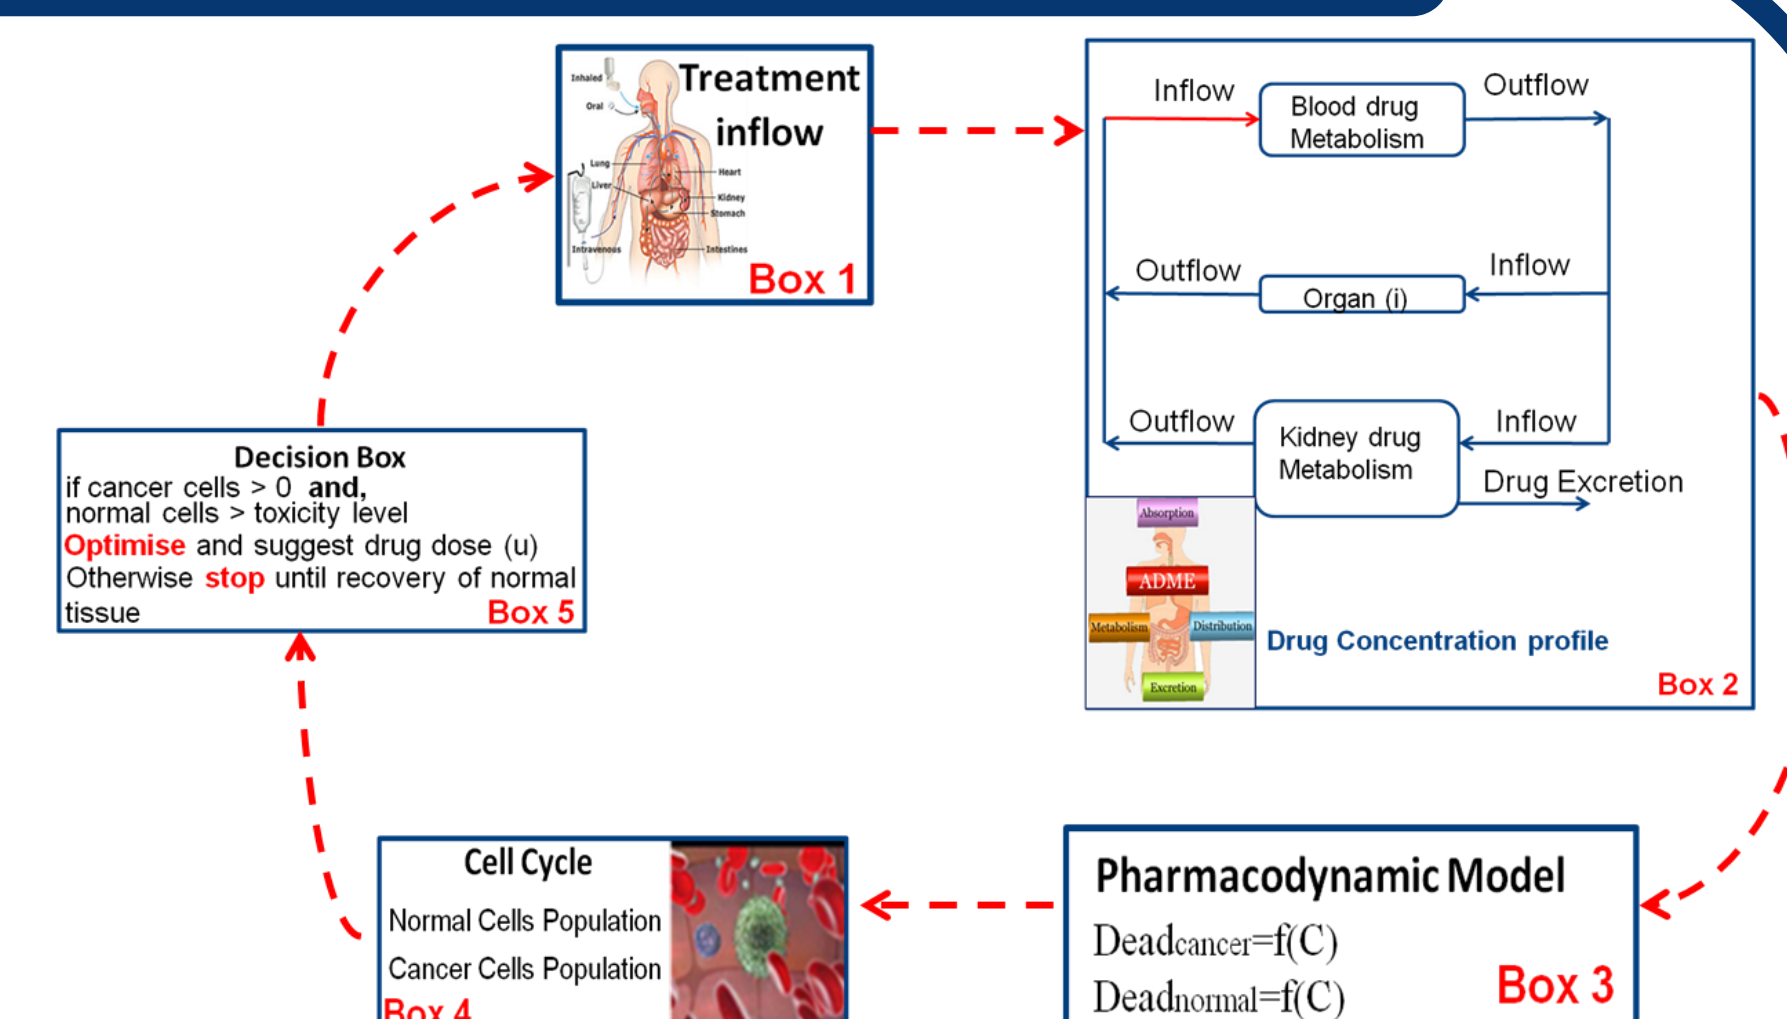 Treatment
inflow
Inhaled
Oral
Lung
Liver
Heart
Kidney
Stomach
Intravenous
Intestines
Box 1
Inflow
Blood drug
Metabolism
Outflow
Outflow
Organ (i)
Inflow
Outflow
Kidney drug
Metabolism
Inflow
Drug Excretion
Absorption
ADME
Metabolism
Distribution
Excretion
Drug Concentration profile
Box 2
Decision Box
if cancer cells > 0 and,
normal cells > toxicity level
Optimise and suggest drug dose (u)
Otherwise stop until recovery of normal
tissue
Box 5
Cell Cycle
Normal Cells Population
Cancer Cells Population
Box 4
Pharmacodynamic Model
Deadcancer=f(C)
Deadnormal=f(C)
Box 3